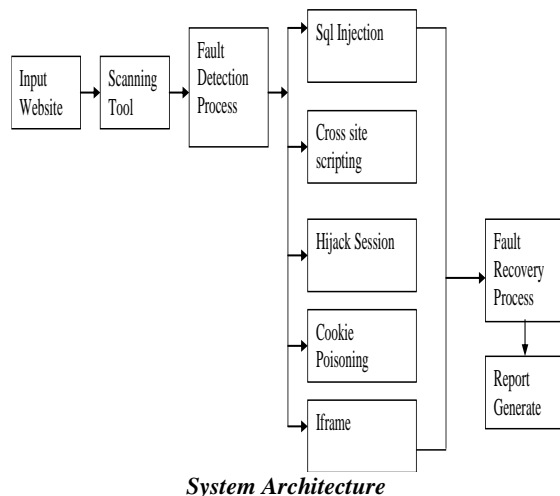 Input
Website
Scanning
Tool
Fault
Detection
Process
Sql Injection
Cross site
scripting
Hijack Session
Cookie
Poisoning
Iframe
Fault
Recovery
Process
Report
Generate
System Architecture